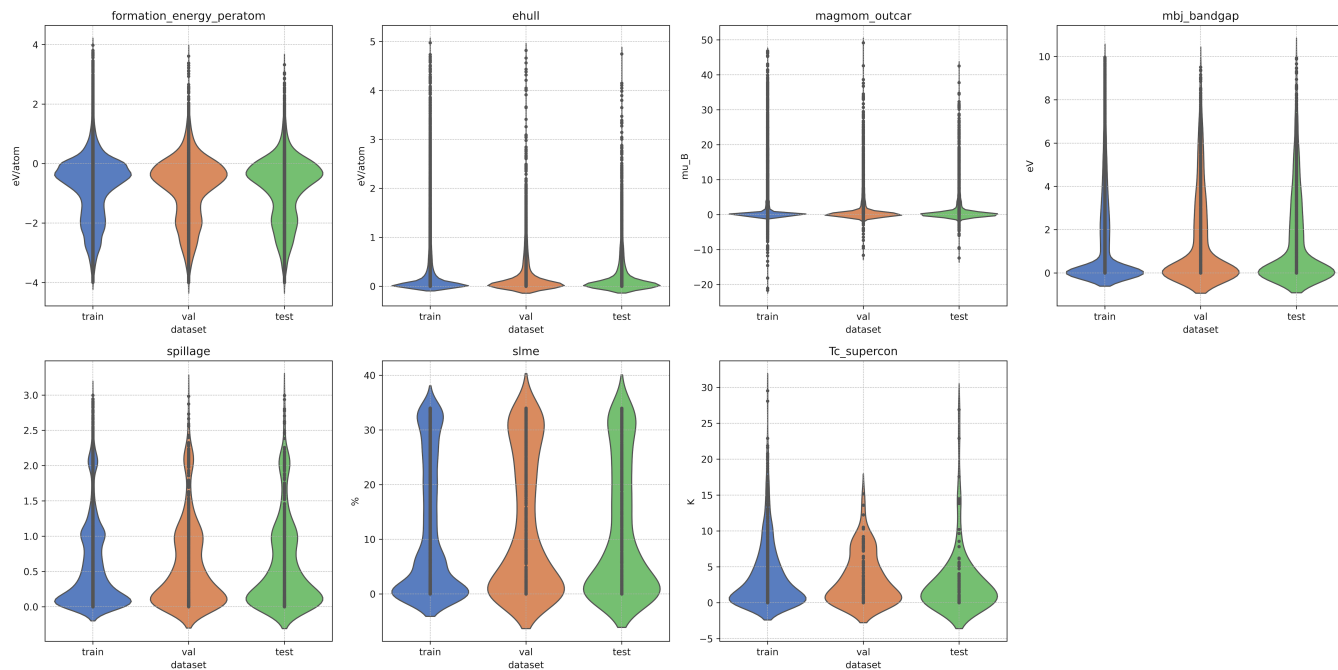 formation_energy_peratom
eV/atom
4
2
0
−2
−4
train val test
dataset
ehull
eV/atom
5
4
3
2
1
0
train val test
dataset
magmom_outcar
mu_B
50
40
30
20
10
0
−10
−20
train val test
dataset
mbj_bandgap
eV
10
8
6
4
2
0
train val test
dataset
spillage
3.0
2.5
2.0
1.5
1.0
0.5
0.0
train val test
dataset
slme
%
40
30
20
10
0
train val test
dataset
Tc_supercon
K
30
25
20
15
10
5
0
−5
train val test
dataset